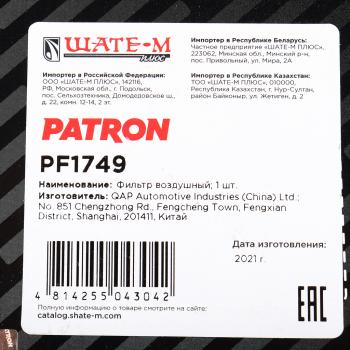 ШАТЕ-М
ПЛЮС
Импортер в Республике Беларусь:
Частное предприятие «ШАТЕ-М ПЛЮС»,
223062, Минская обл., Минский р-н,
пос. Привольный, ул. Мира, 2А
Импортер в Российской Федерации:
ООО «ШАТЕ-М ПЛЮС», 142116,
РФ, Московская обл., г. Подольск,
пос. Сельхозтехника, Домодедовское ш.,
д. 22, комн. 12-14, 2 эт.
Импортер в Республике Казахстан:
ТОО «ШАТЕ-М ПЛЮС», 010000,
Республика Казахстан, г. Нур-Султан,
район Байконыр, ул. Жетиген, д. 2
PATRON
PF1749
Наименование: Фильтр воздушный; 1 шт.
Изготовитель: QAP Automotive Industries (China) Ltd.;
No. 851 Chengzhong Rd., Fengcheng Town, Fengxian
District, Shanghai, 201411, Китай
Дата изготовления:
2021 г.
4 814255 043042
EAC
Полную информацию о товаре смотрите на сайте:
catalog.shate-m.com
PATRON